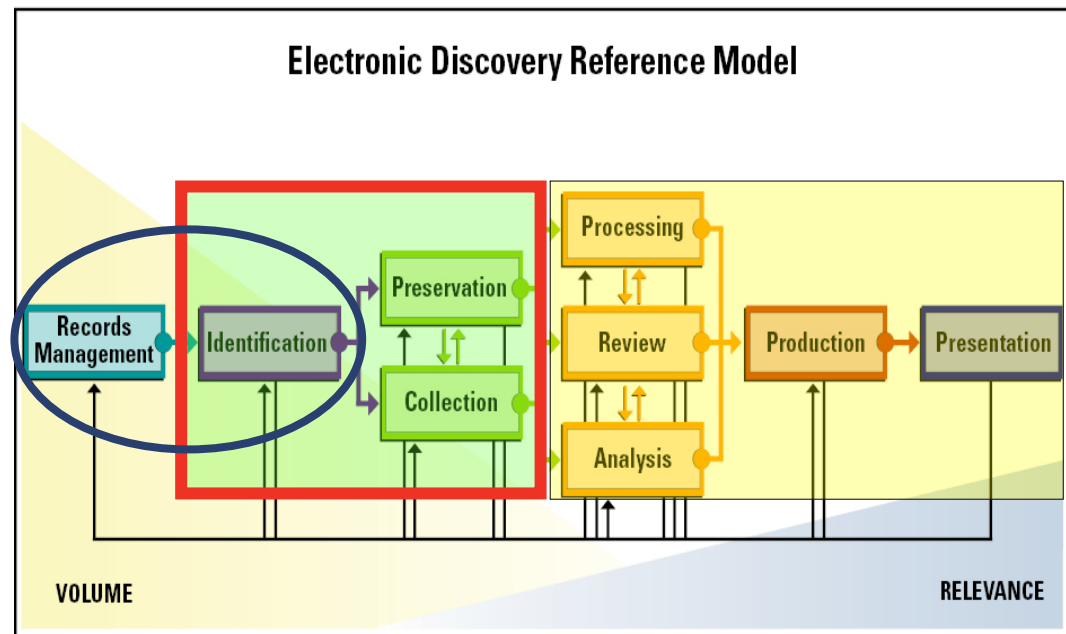 Electronic Discovery Reference Model
Processing
Preservation
Records
Management
Identification
Review
Production
Presentation
Collection
Analysis
VOLUME
RELEVANCE